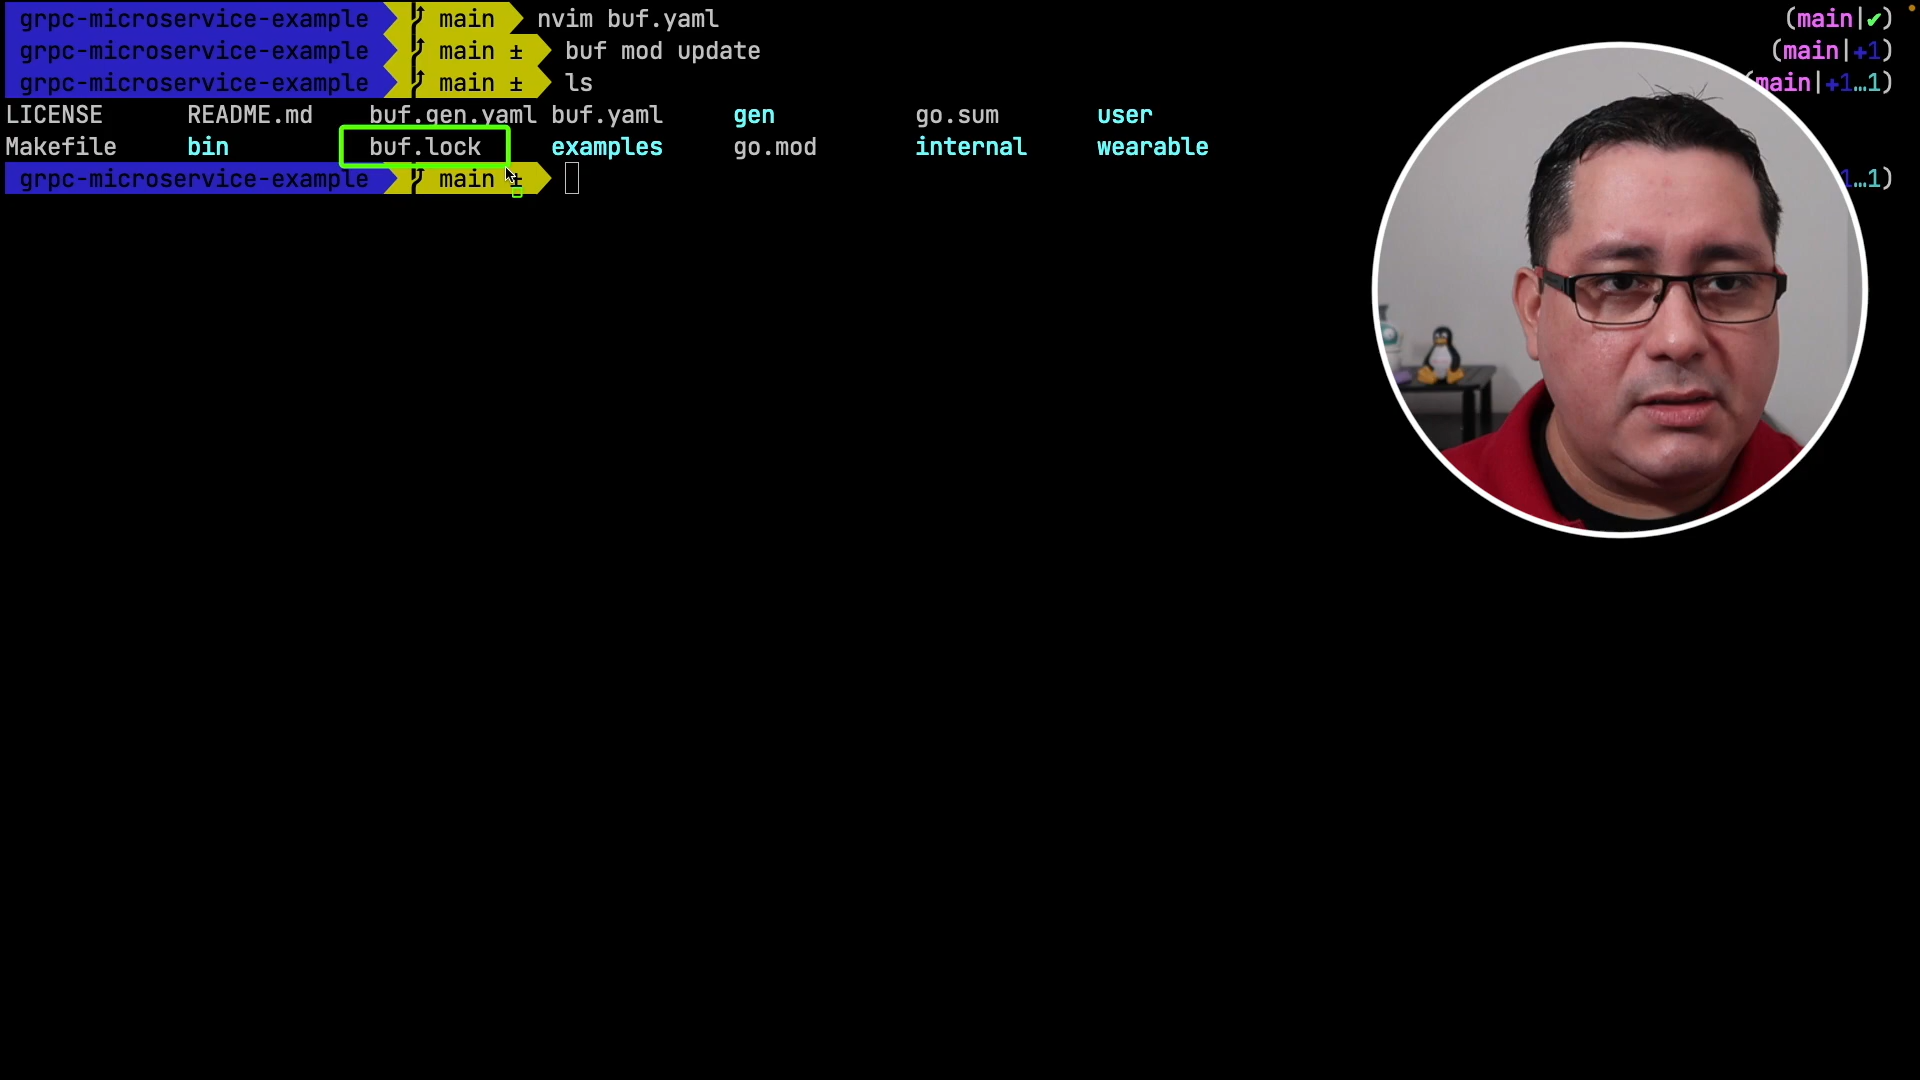 grpc-microservice-example main nvim buf.yaml (main|✔)
grpc-microservice-example main ± buf mod update (main|+1)
grpc-microservice-example main ± ls (main|+1…1)
LICENSE README.md buf.gen.yaml buf.yaml gen go.sum user
Makefile bin buf.lock examples go.mod internal wearable
grpc-microservice-example main ± 1…1)